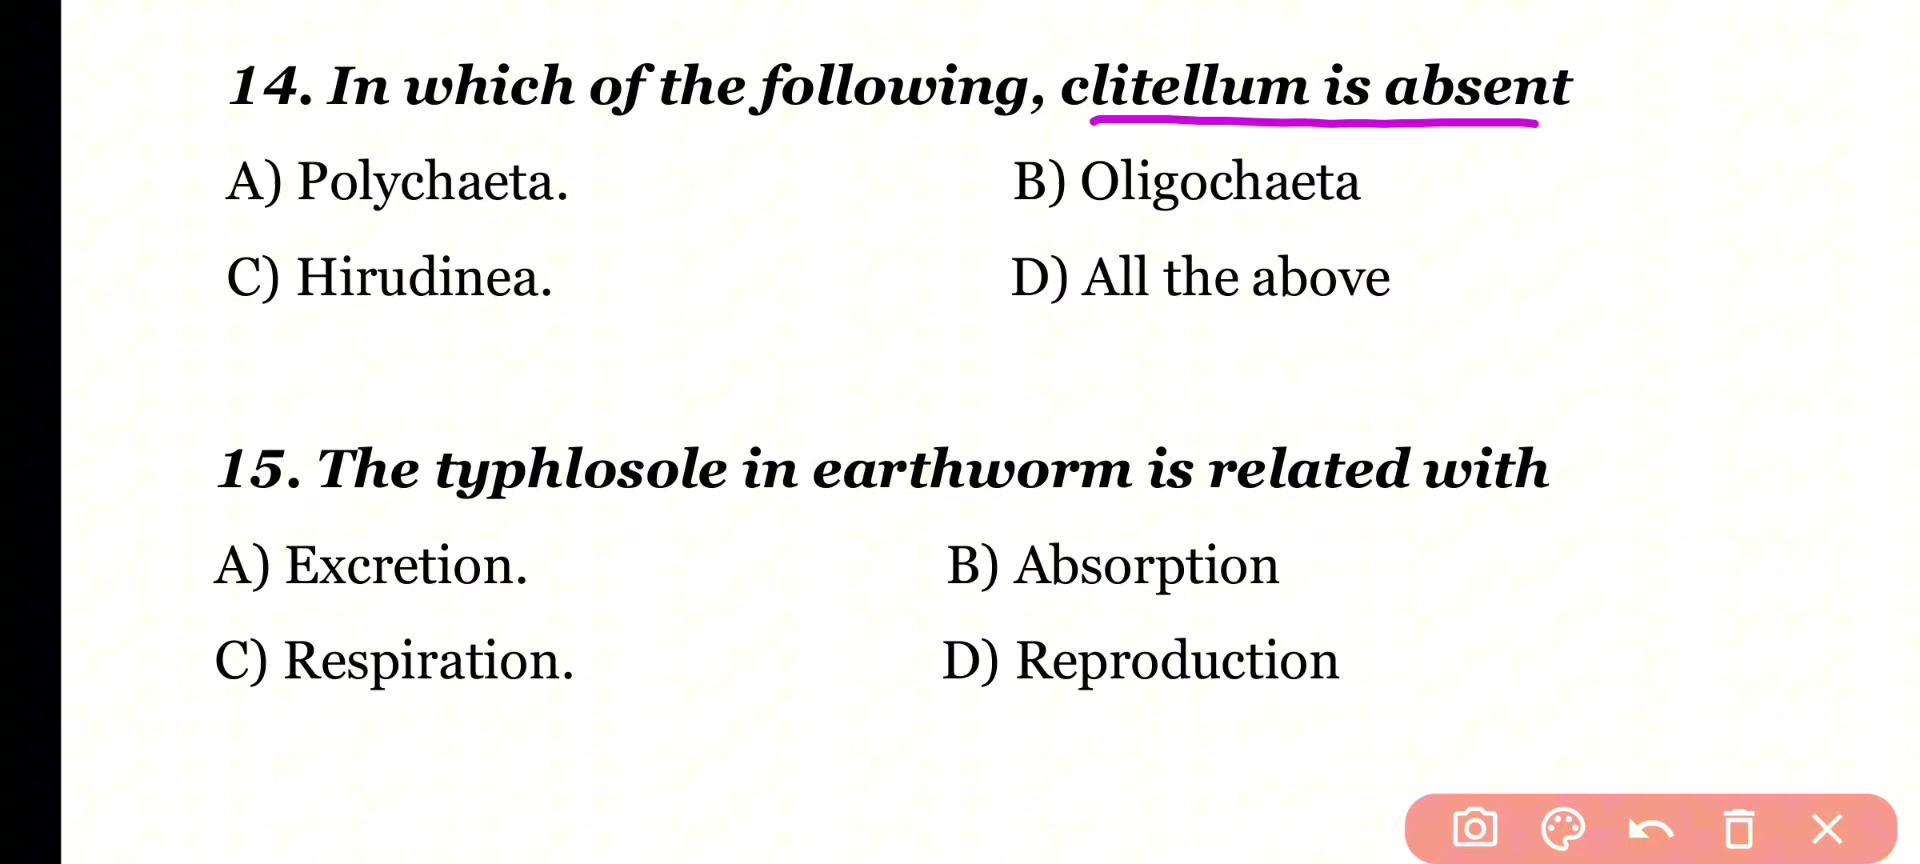 14. In which of the following, clitellum is absent
A) Polychaeta. B) Oligochaeta
C) Hirudinea. D) All the above
15. The typhlosole in earthworm is related with
A) Excretion. B) Absorption
C) Respiration. D) Reproduction